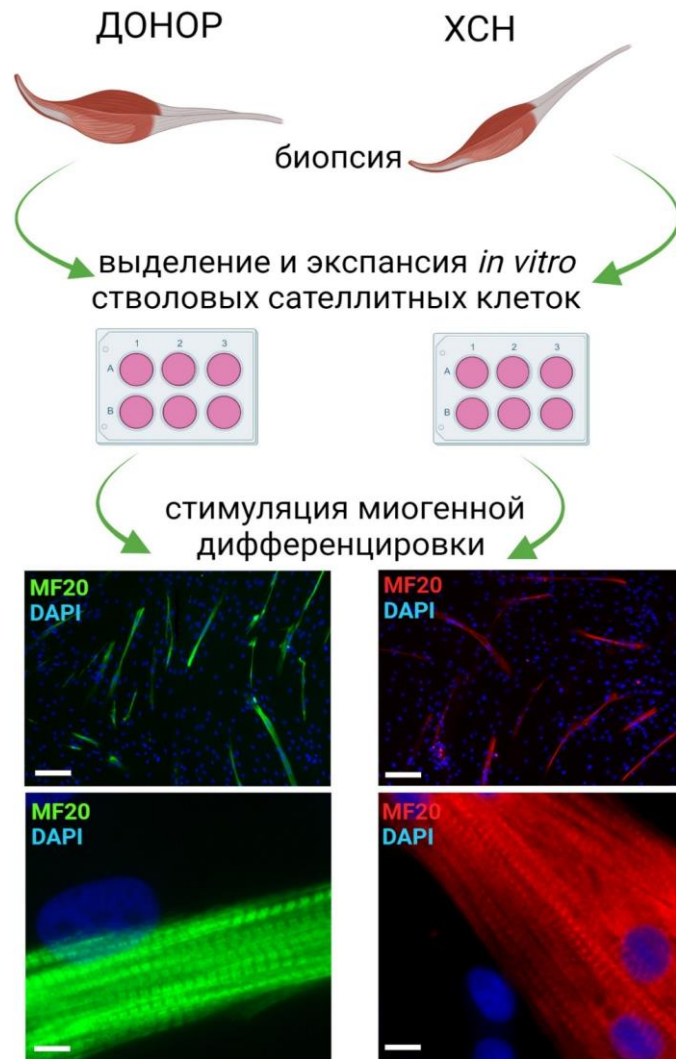 ДОНОР
ХСН
биопсия
выделение и экспансия in vitro
стволовых сателлитных клеток
1 2 3
A
B
1 2 3
A
B
стимуляция миогенной
дифференцировки
MF20
DAPI
MF20
DAPI
MF20
DAPI
MF20
DAPI